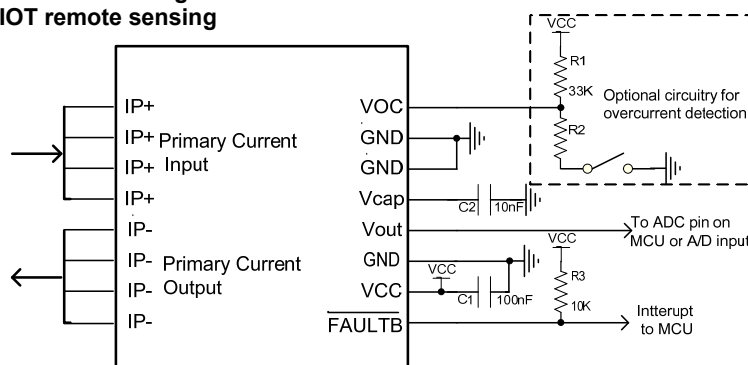 IOT remote sensing
VCC
R1
33K
Optional circuitry for
overcurrent detection
R2
IP+
IP+
IP+
IP+
Primary Current
Input
IP-
IP-
IP-
IP-
Primary Current
Output
VOC
GND
GND
Vcap
C2
10nF
Vout
To ADC pin on
MCU or A/D input
GND
VCC
VCC
C1
100nF
VCC
R3
10K
FAULTB
Intterupt
to MCU